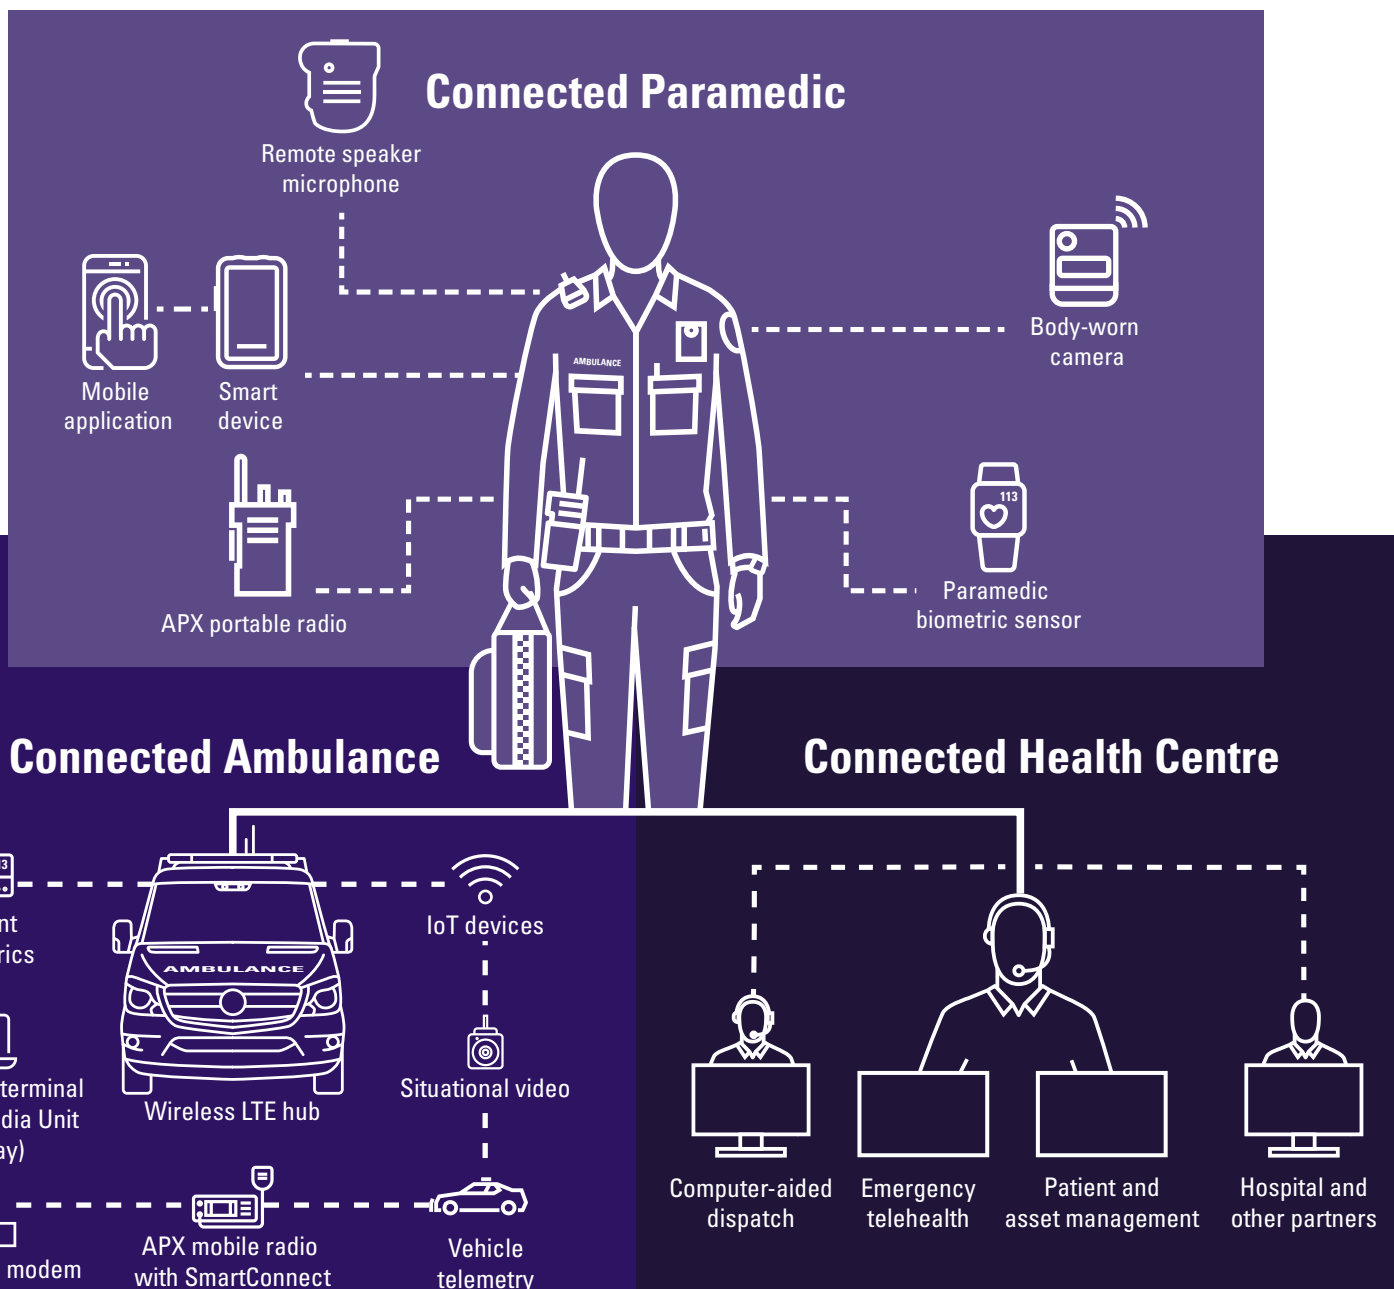 Connected Paramedic
Remote speaker
microphone
Body-worn
camera
Mobile
application
Smart
device
AMBULANCE
113
APX portable radio
Paramedic
biometric sensor
Connected Ambulance
Connected Health Centre
IoT devices
AMBULANCE
terminal
Unit
Wireless LTE hub
Situational video
Computer-aided
dispatch
Emergency
telehealth
Patient and
asset management
Hospital and
other partners
APX mobile radio
with SmartConnect
Vehicle
telemetry
modem